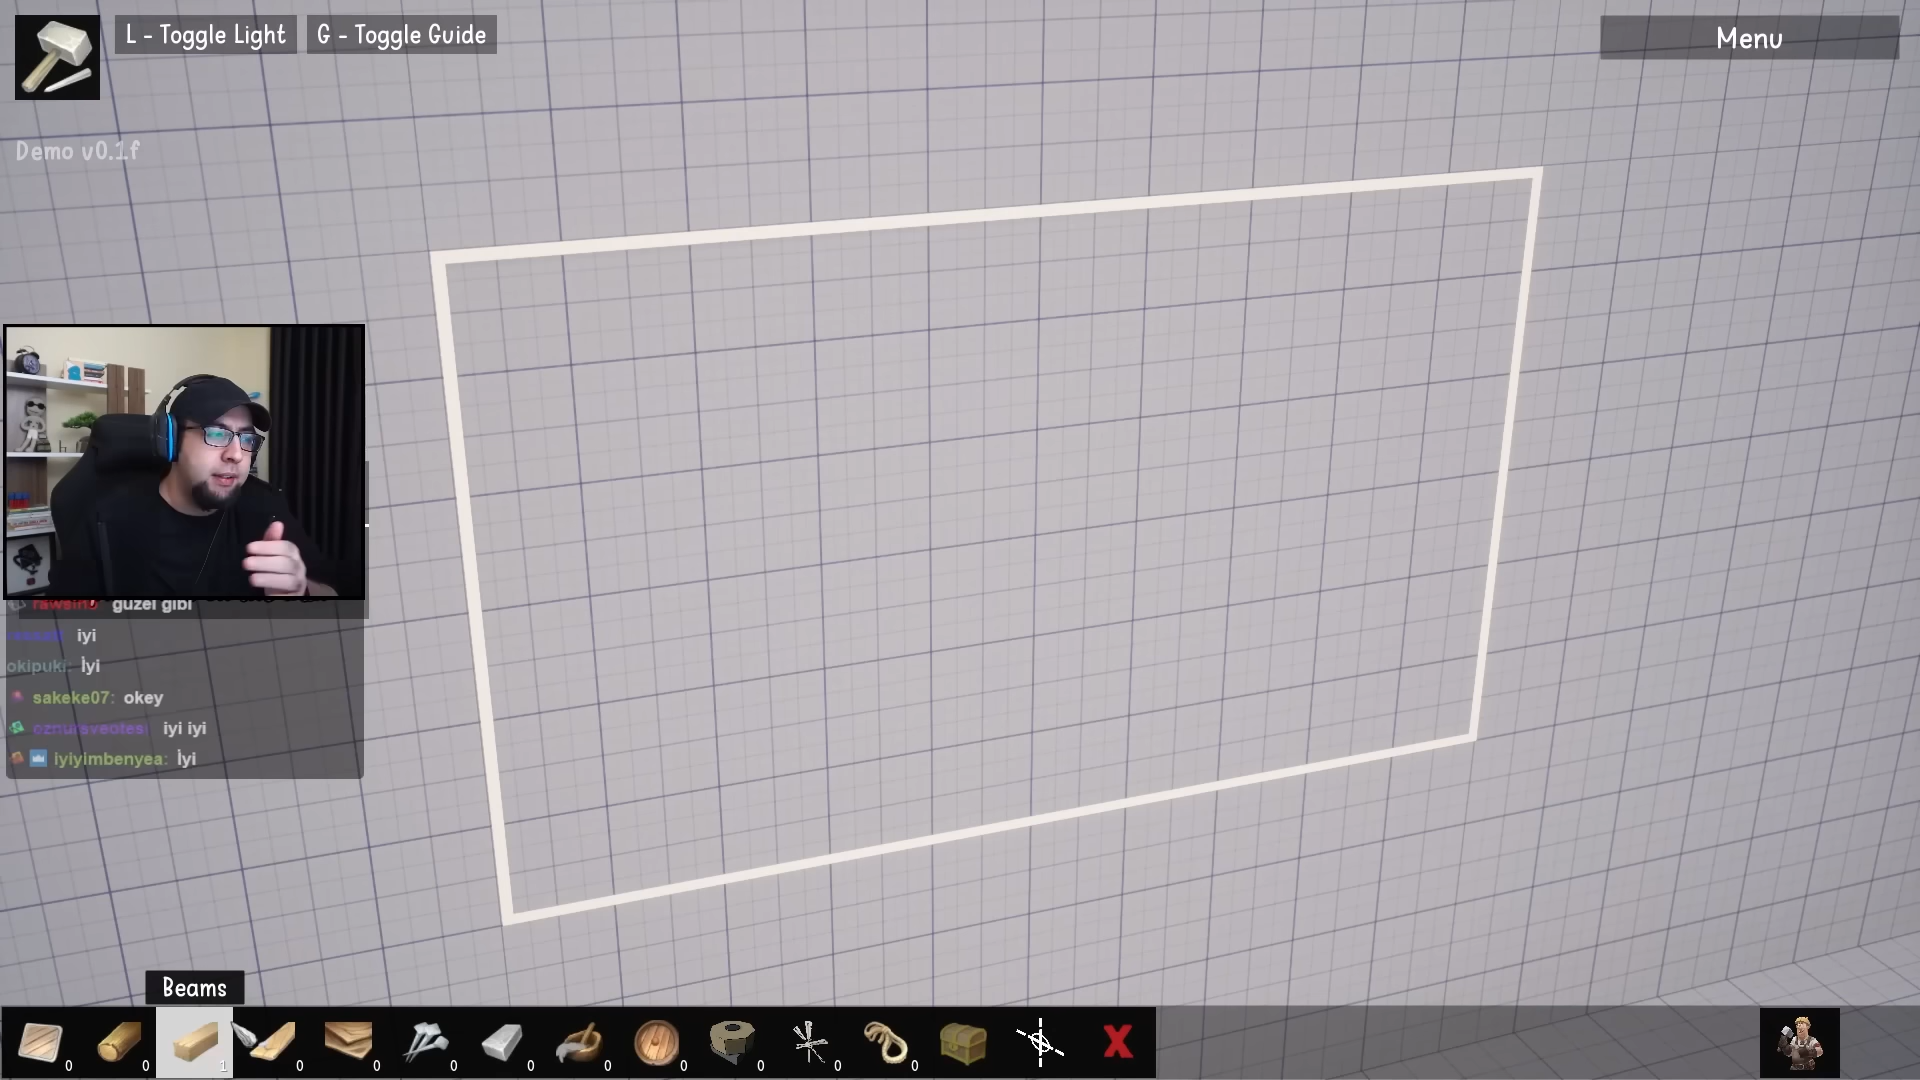 L - Toggle Light
G - Toggle Guide
Menu
Demo v0.1f
guzel gibi
iyi
okipuki: İyi
sakeke07: okey
iyi iyi
iyiyimbenyea: İyi
Beams
0 0 1 0 0 0 0 0 0 0 0 0
X